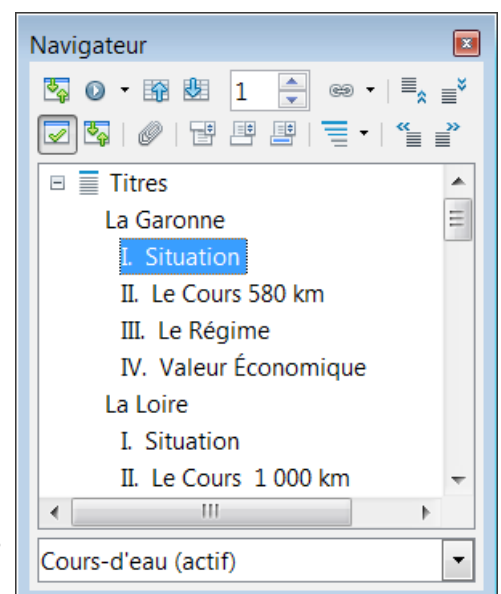 Navigateur
1
Titres
La Garonne
I. Situation
II. Le Cours 580 km
III. Le Régime
IV. Valeur Économique
La Loire
I. Situation
II. Le Cours 1 000 km
Cours-d'eau (actif)